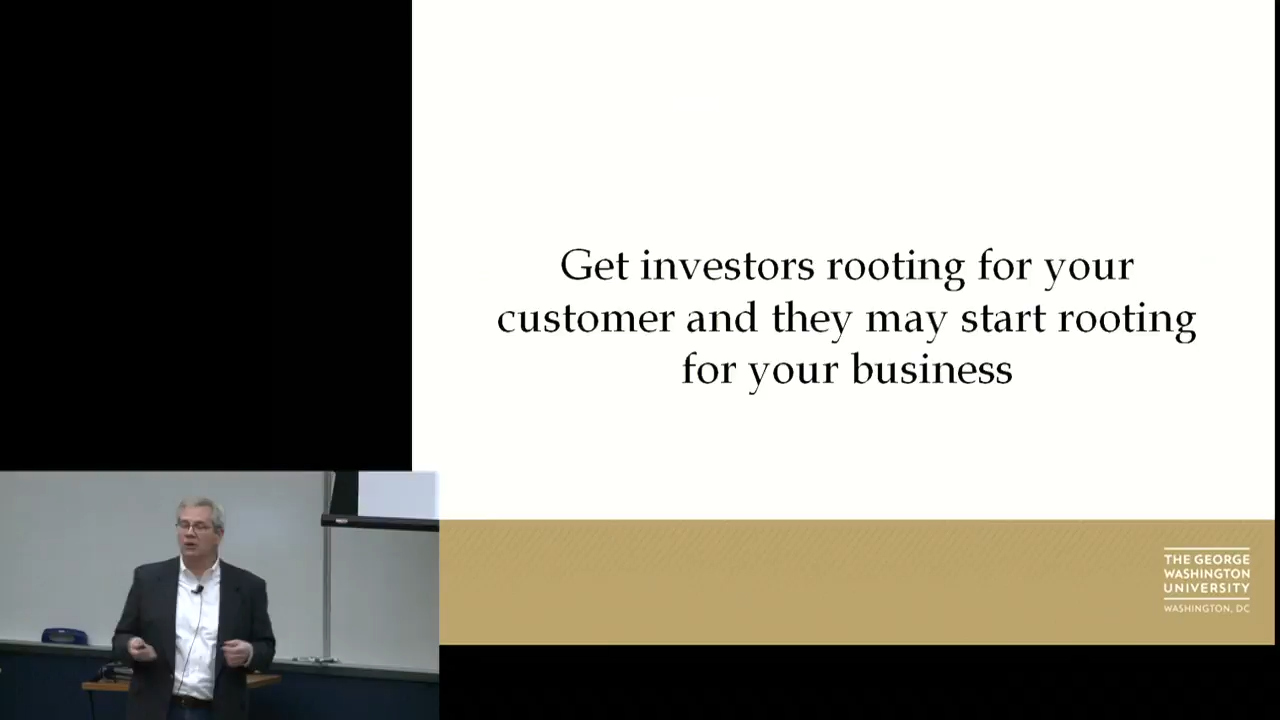 Get investors rooting for your
customer and they may start rooting
for your business
THE GEORGE
WASHINGTON
UNIVERSITY
WASHINGTON, DC